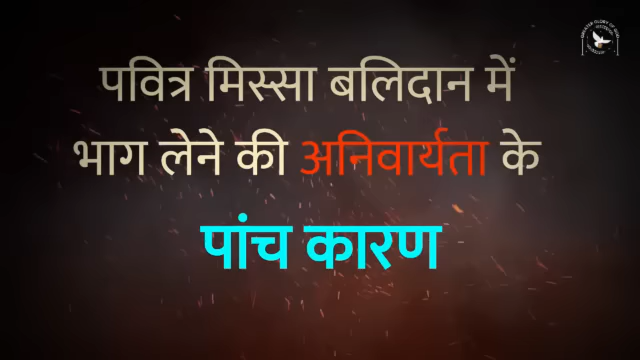 पवित्र मिस्सा बलिदान में
भाग लेने की अनिवार्यता के
पांच कारण